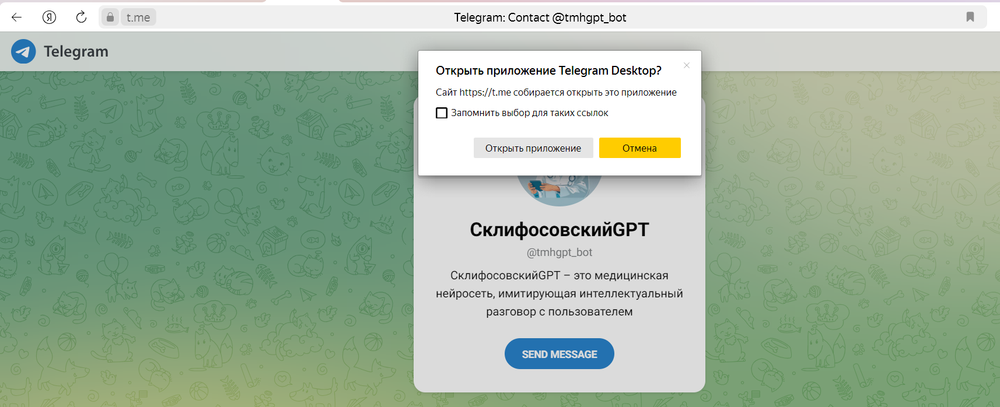 t.me
Telegram: Contact @tmhgpt_bot
Telegram
Открыть приложение Telegram Desktop?
Сайт https://t.me собирается открыть это приложение
Запомнить выбор для таких ссылок
Открыть приложение
Отмена
СклифосовскийGPT
@tmhgpt_bot
СклифосовскийGPT – это медицинская
нейросеть, имитирующая интеллектуальный
разговор с пользователем
SEND MESSAGE